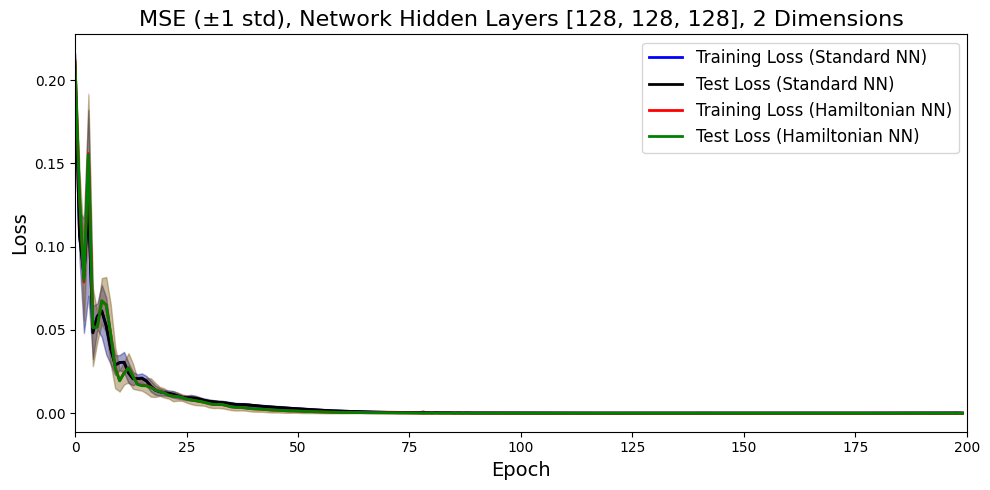 MSE (±1 std), Network Hidden Layers [128, 128, 128], 2 Dimensions
Training Loss (Standard NN)
Test Loss (Standard NN)
Training Loss (Hamiltonian NN)
Test Loss (Hamiltonian NN)
Loss
0.20
0.15
0.10
0.05
0.00
0 25 50 75 100 125 150 175 200
Epoch